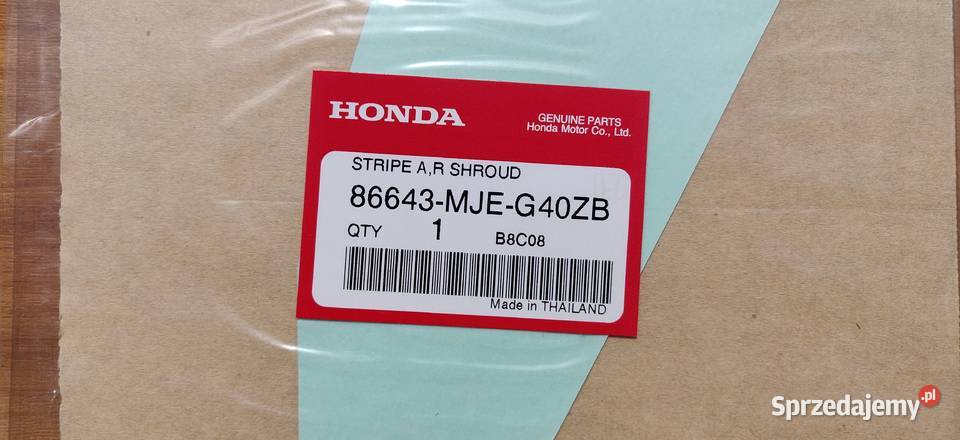 HONDA
GENUINE PARTS
Honda Motor Co., Ltd.
STRIPE A,R SHROUD
86643-MJE-G40ZB
QTY 1 B8C08
Made in THAILAND
Sprzedajemy.pl